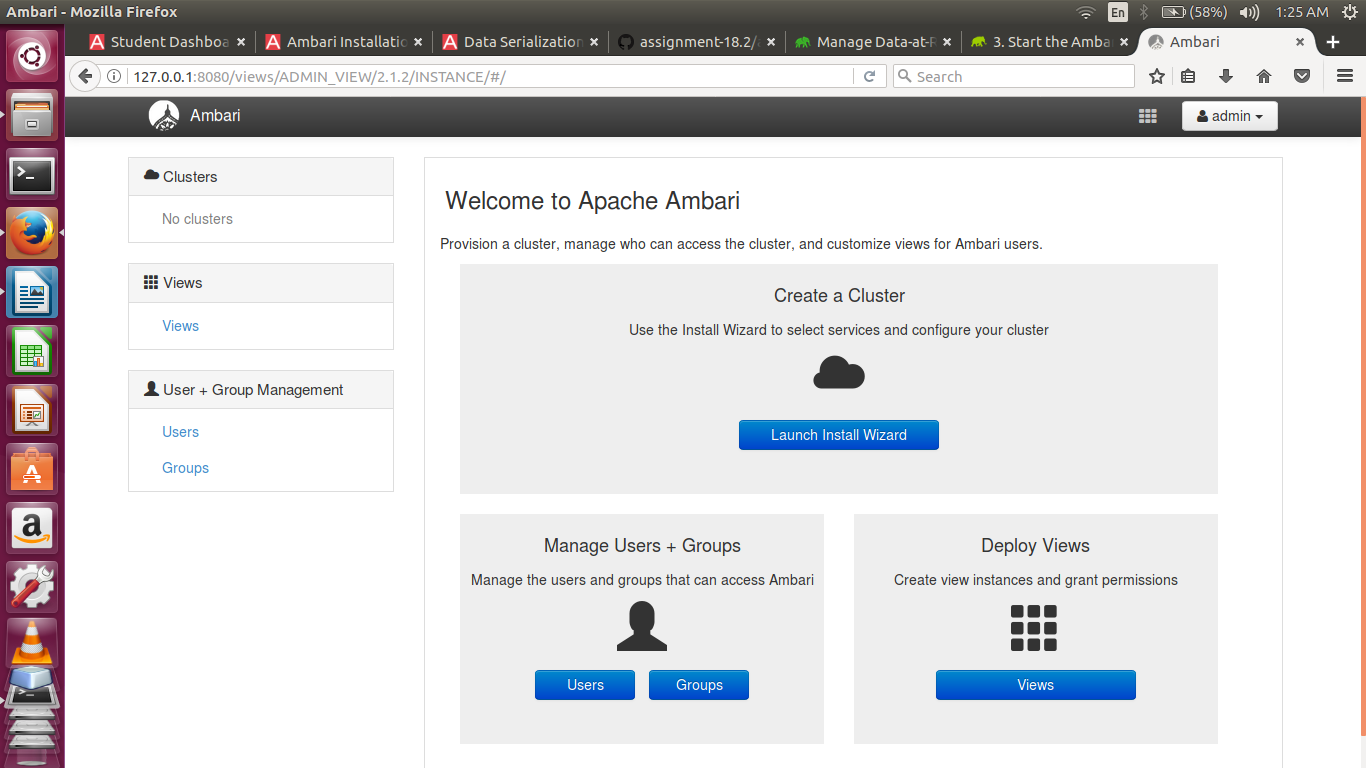 Ambari - Mozilla Firefox
En
(58%)
1:25 AM
Student Dashboa
Ambari Installatio
Data Serialization
assignment-18.2/
Manage Data-at-R
3. Start the Amba
Ambari
127.0.0.1:8080/views/ADMIN_VIEW/2.1.2/INSTANCE/#/
Search
Ambari
admin
Clusters
No clusters
Views
Views
User + Group Management
Users
Groups
Welcome to Apache Ambari
Provision a cluster, manage who can access the cluster, and customize views for Ambari users.
Create a Cluster
Use the Install Wizard to select services and configure your cluster
Launch Install Wizard
Manage Users + Groups
Manage the users and groups that can access Ambari
Users
Groups
Deploy Views
Create view instances and grant permissions
Views